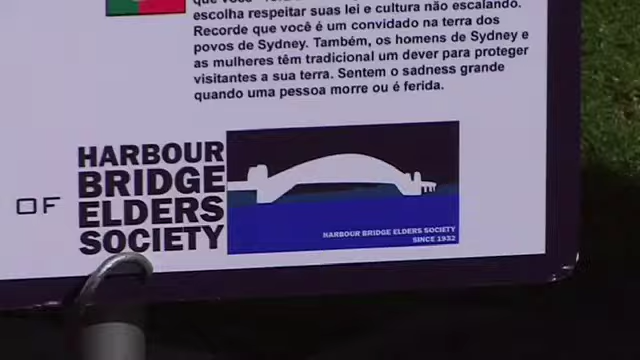 que você
escolha respeitar suas lei e cultura não escalando.
Recorde que você é um convidado na terra dos
povos de Sydney. Também, os homens de Sydney e
as mulheres têm tradicional um dever para proteger
visitantes a sua terra. Sentem o sadness grande
quando uma pessoa morre ou é ferida.
OF
HARBOUR
BRIDGE
ELDERS
SOCIETY
HARBOUR BRIDGE ELDERS SOCIETY
SINCE 1932